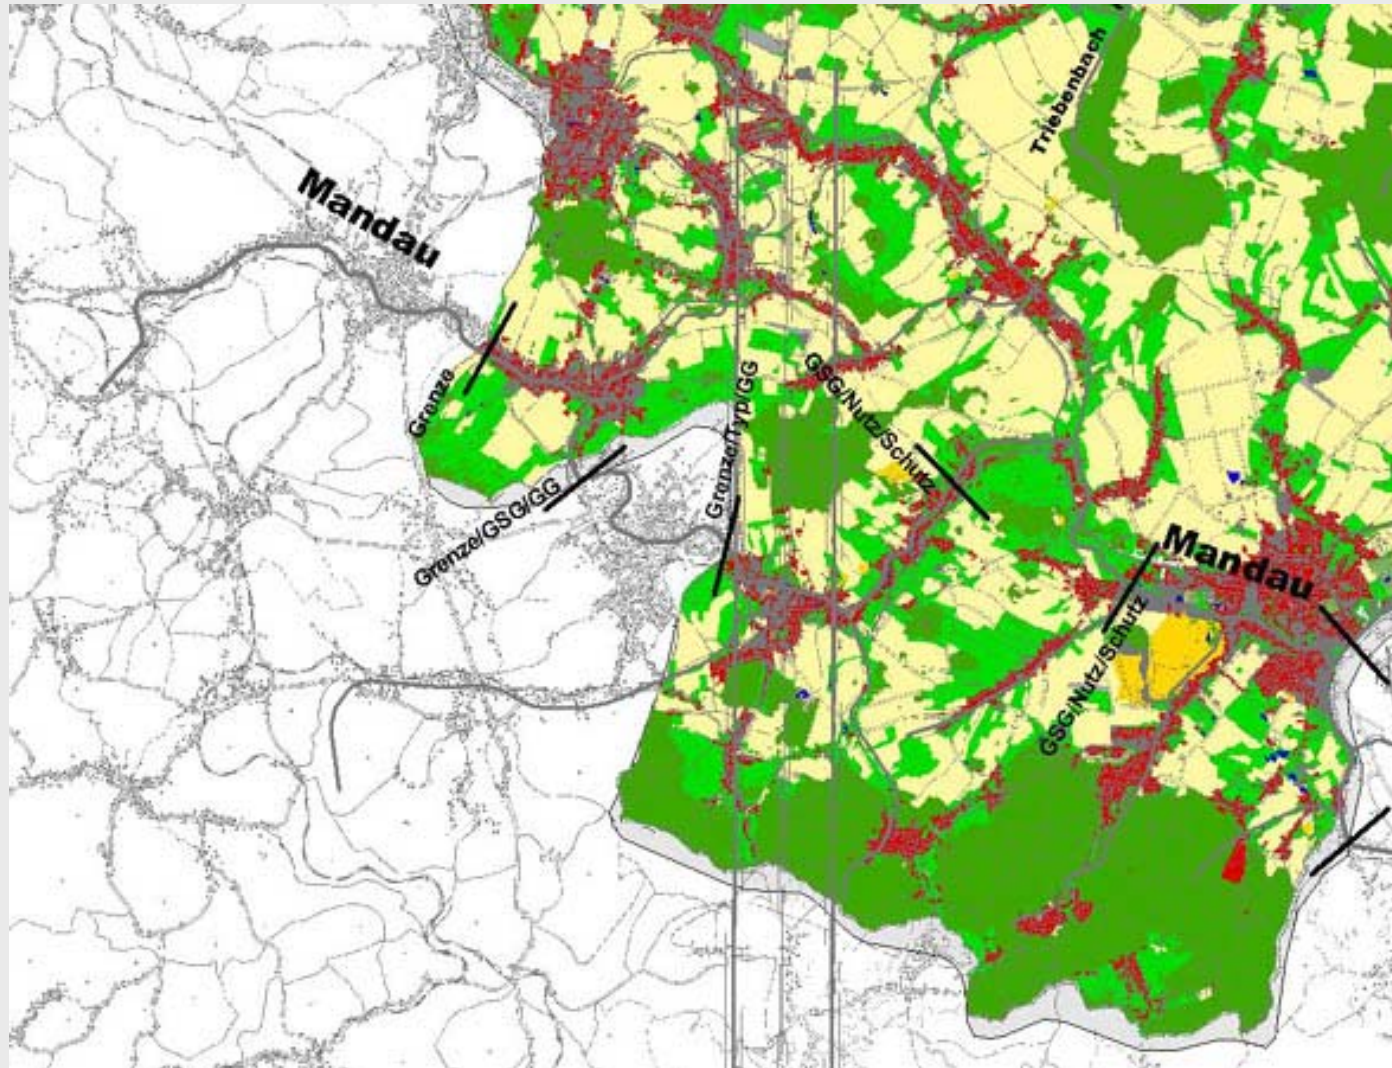 Triebenbach
Mandau
Grenze
Grenze/GSG/GG
Grenze/Typ/GG
GSG/Nutz/Schutz
Mandau
GSG/Nutz/Schutz